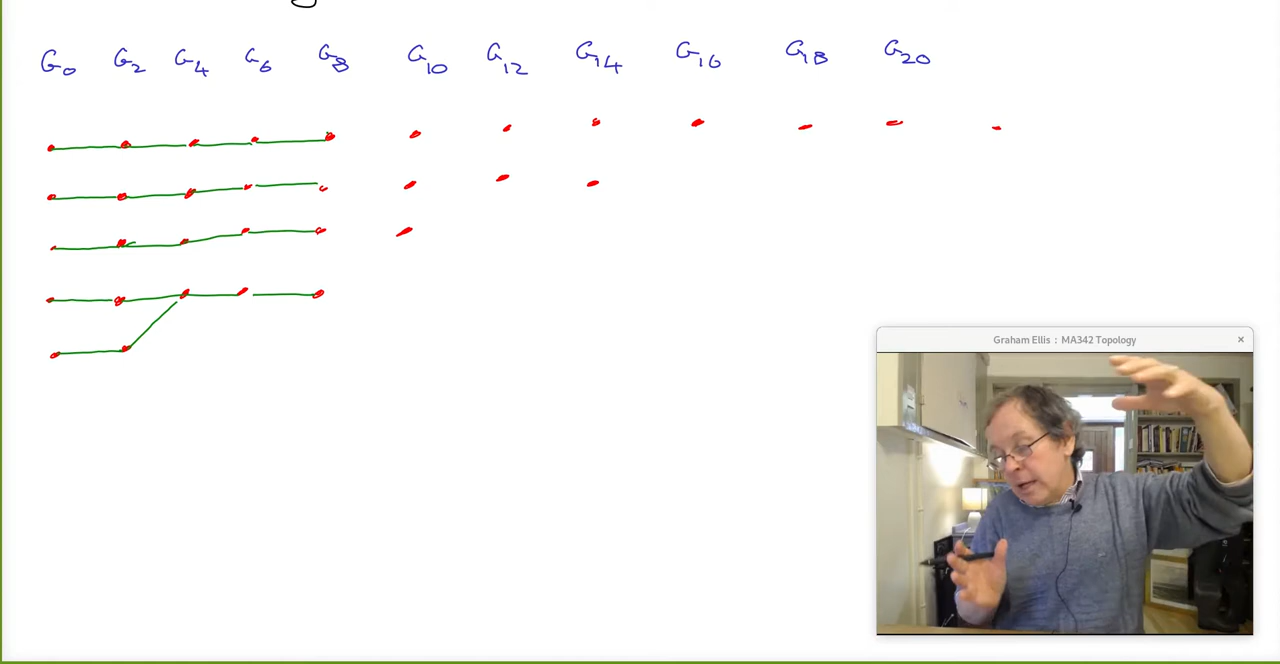 G₀ G₂ G₄ G₆ G₈ G₁₀ G₁₂ G₁₄ G₁₆ G₁₈ G₂₀
Graham Ellis : MA342 Topology